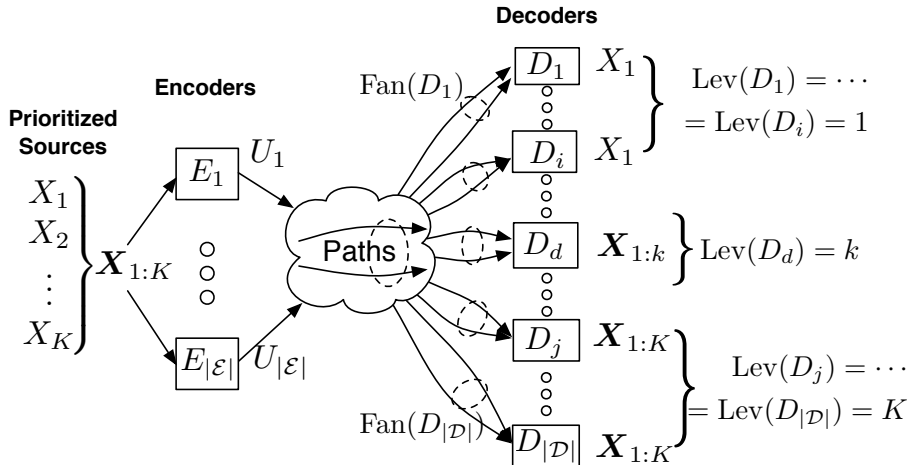 Decoders
Encoders
Prioritized
Sources
X_1
X_2
⋮
X_K
X_{1:K}
E_1
U_1
E_{|ℰ|}
U_{|ℰ|}
Paths
Fan(D_1)
Fan(D_{|𝒟|})
D_1
X_1
D_i
X_1
Lev(D_1) = ⋯
= Lev(D_i) = 1
D_d
X_{1:k}
Lev(D_d) = k
D_j
X_{1:K}
D_{|𝒟|}
X_{1:K}
Lev(D_j) = ⋯
= Lev(D_{|𝒟|}) = K